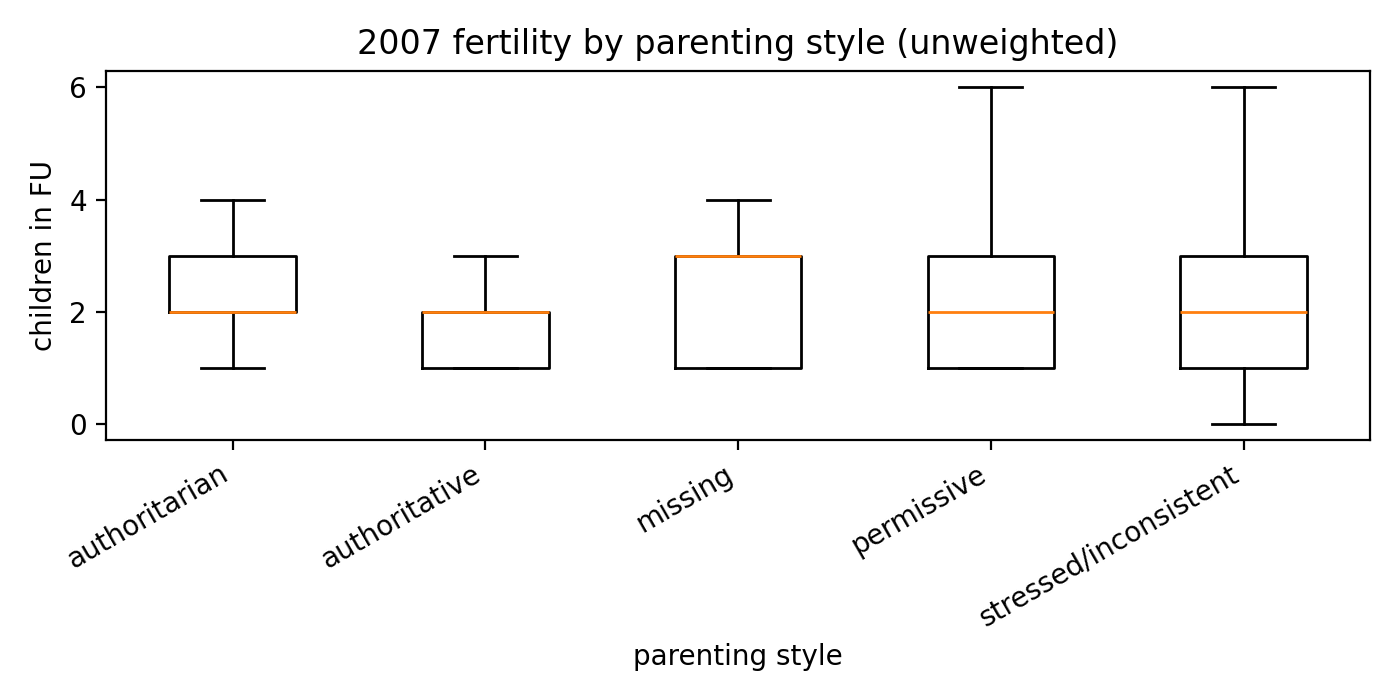 2007 fertility by parenting style (unweighted)
children in FU
6
4
2
0
authoritarian
authoritative
missing
permissive
stressed/inconsistent
parenting style